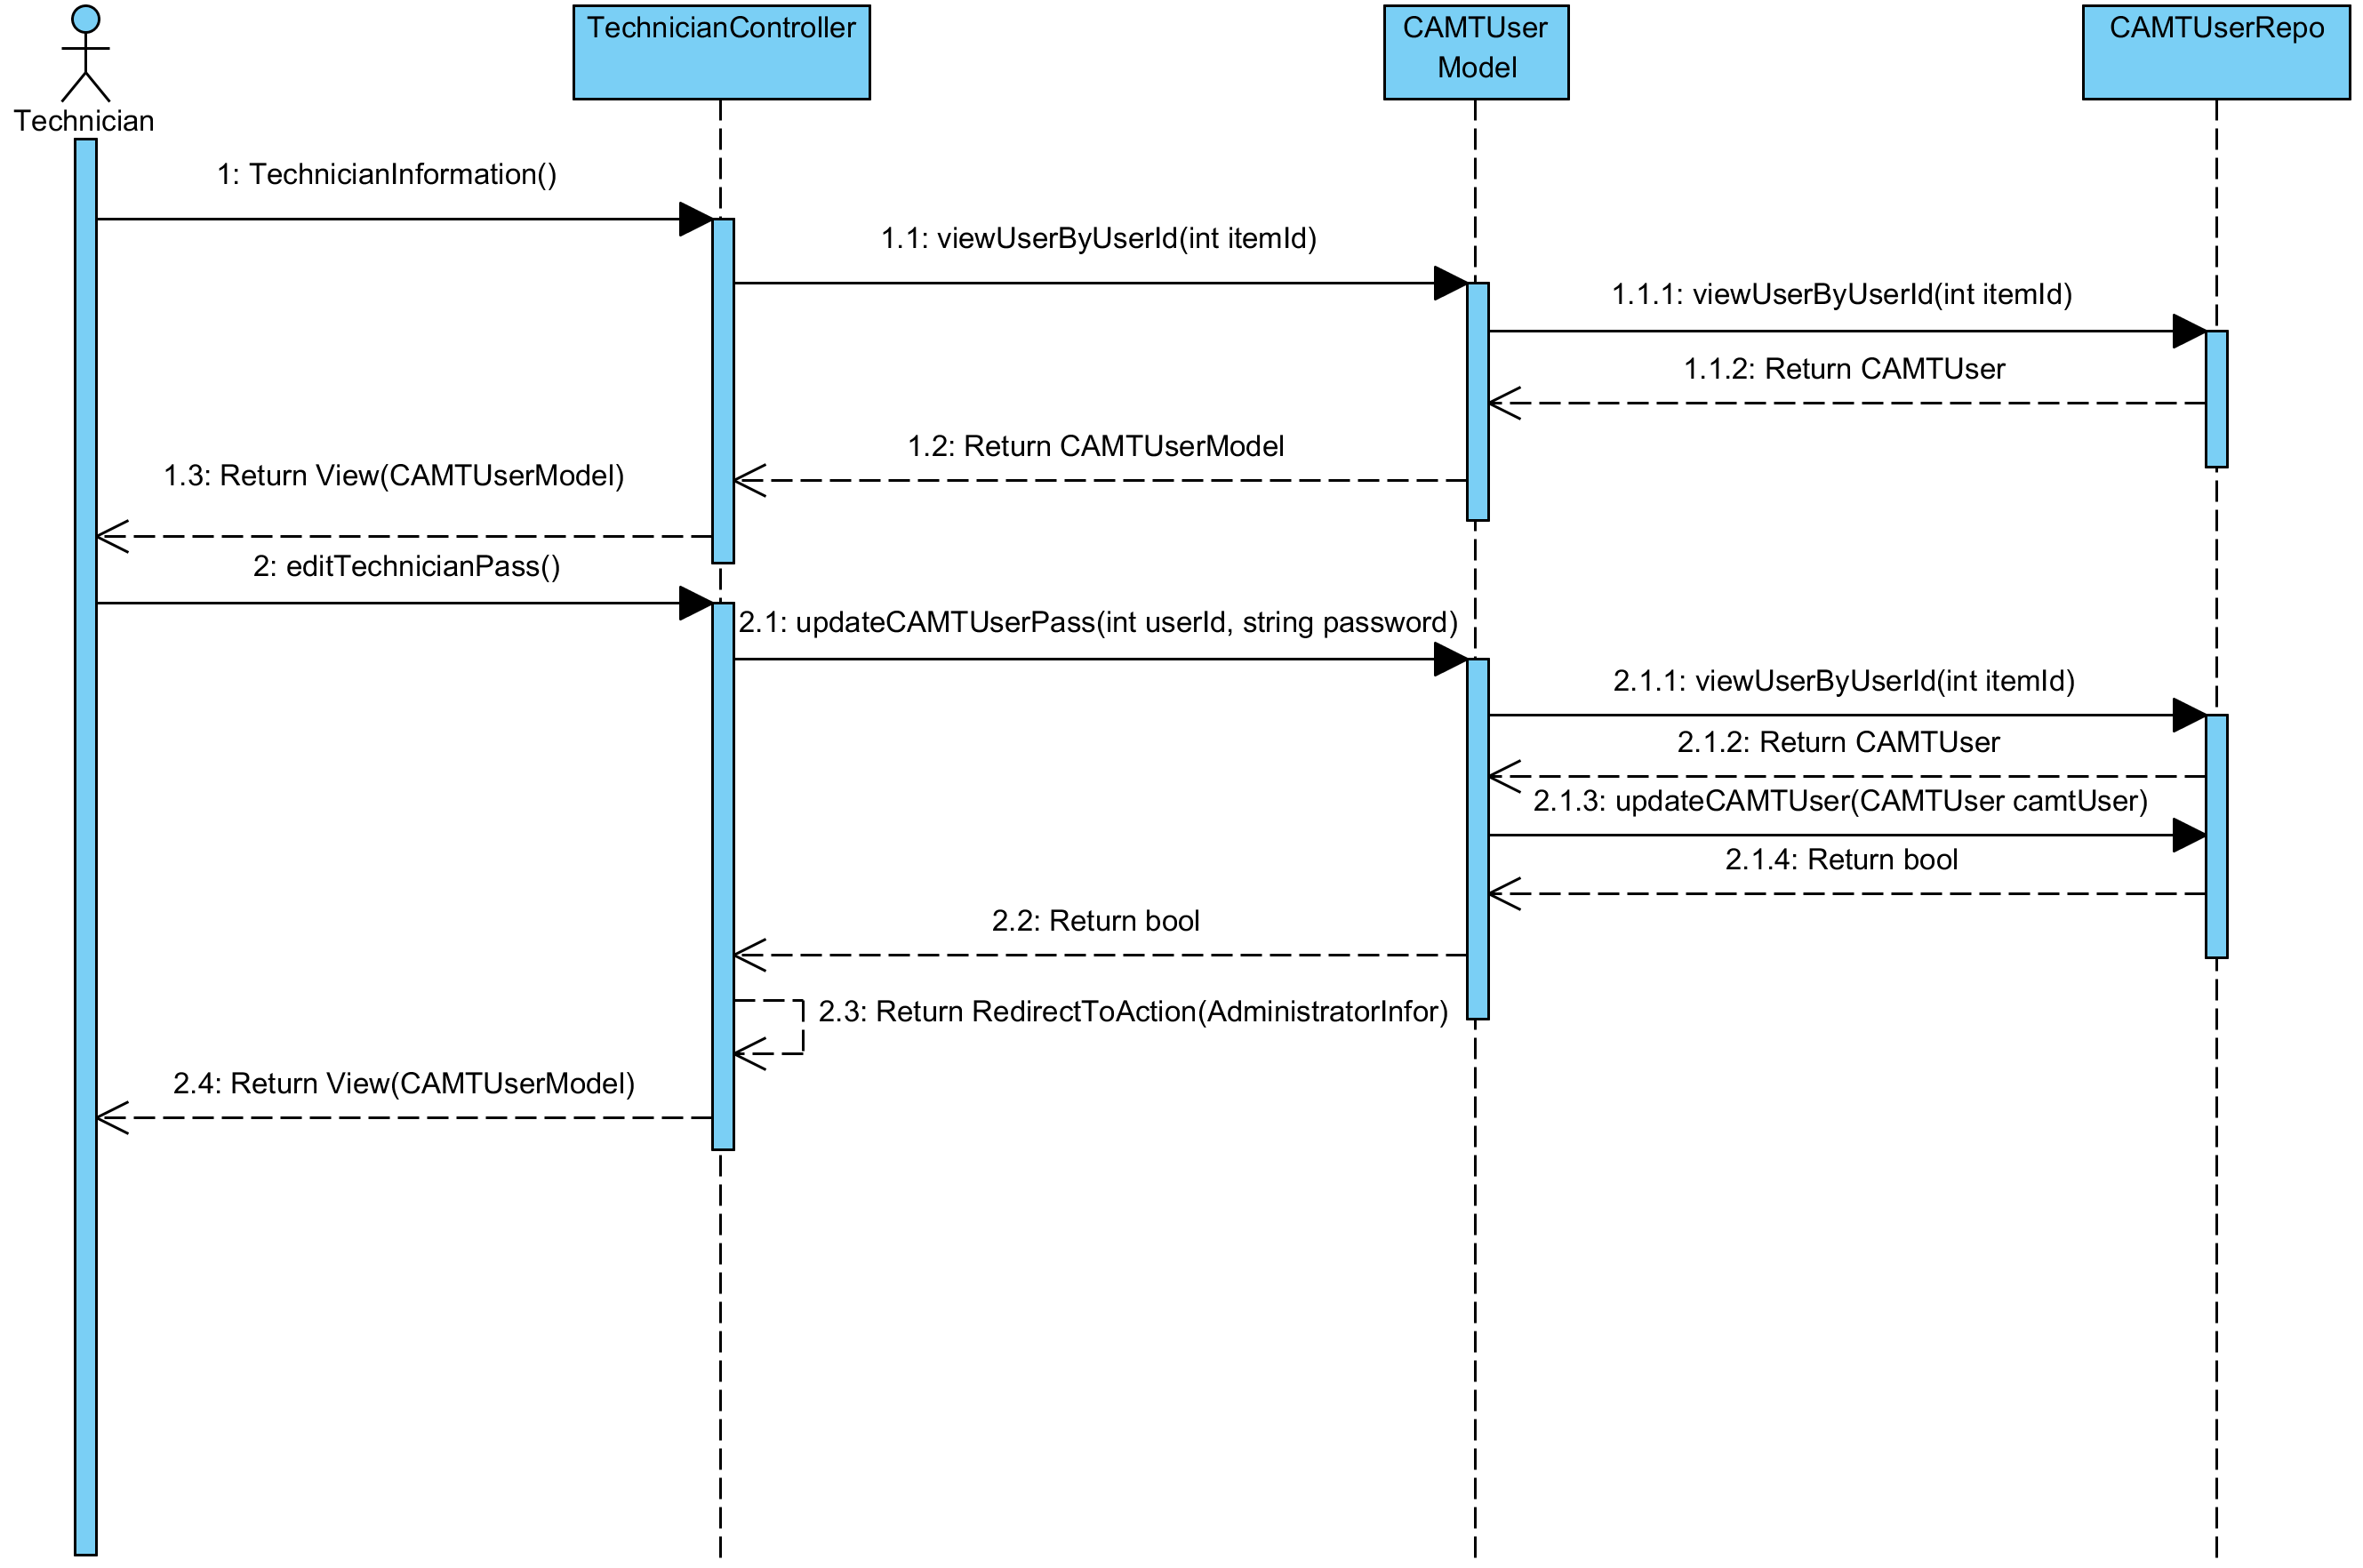 TechnicianController
CAMTUser
Model
CAMTUserRepo
Technician
1: TechnicianInformation()
1.1: viewUserByUserId(int itemId)
1.1.1: viewUserByUserId(int itemId)
1.1.2: Return CAMTUser
1.2: Return CAMTUserModel
1.3: Return View(CAMTUserModel)
2: editTechnicianPass()
2.1: updateCAMTUserPass(int userId, string password)
2.1.1: viewUserByUserId(int itemId)
2.1.2: Return CAMTUser
2.1.3: updateCAMTUser(CAMTUser camtUser)
2.1.4: Return bool
2.2: Return bool
2.3: Return RedirectToAction(AdministratorInfor)
2.4: Return View(CAMTUserModel)